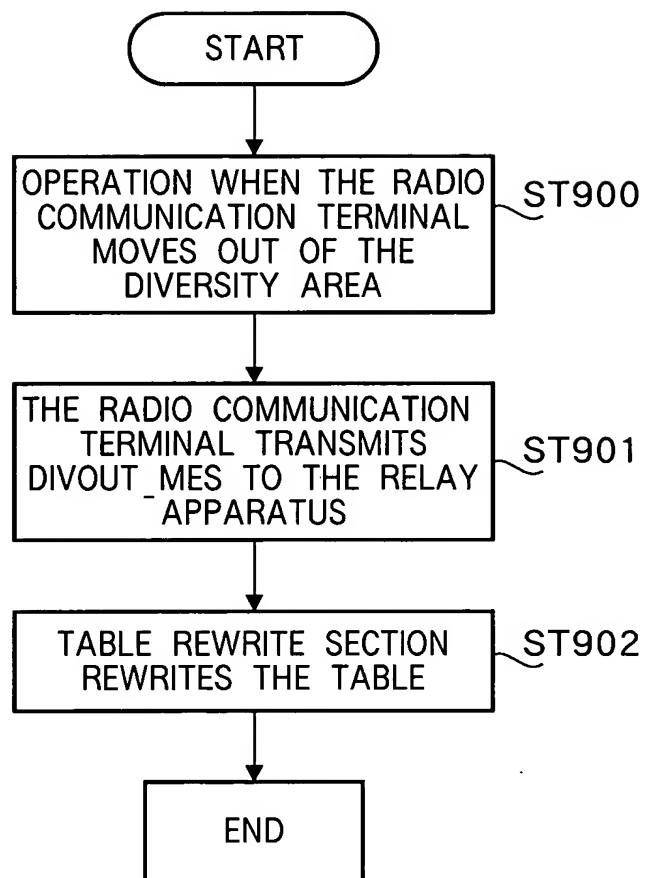 START
OPERATION WHEN THE RADIO
COMMUNICATION TERMINAL
MOVES OUT OF THE
DIVERSITY AREA
ST900
THE RADIO COMMUNICATION
TERMINAL TRANSMITS
DIVOUT_MES TO THE RELAY
APPARATUS
ST901
TABLE REWRITE SECTION
REWRITES THE TABLE
ST902
END